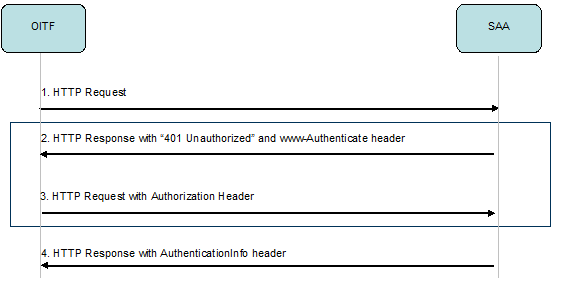 OITF
SAA
1. HTTP Request
2. HTTP Response with “401 Unauthorized” and www-Authenticate header
3. HTTP Request with Authorization Header
4. HTTP Response with AuthenticationInfo header